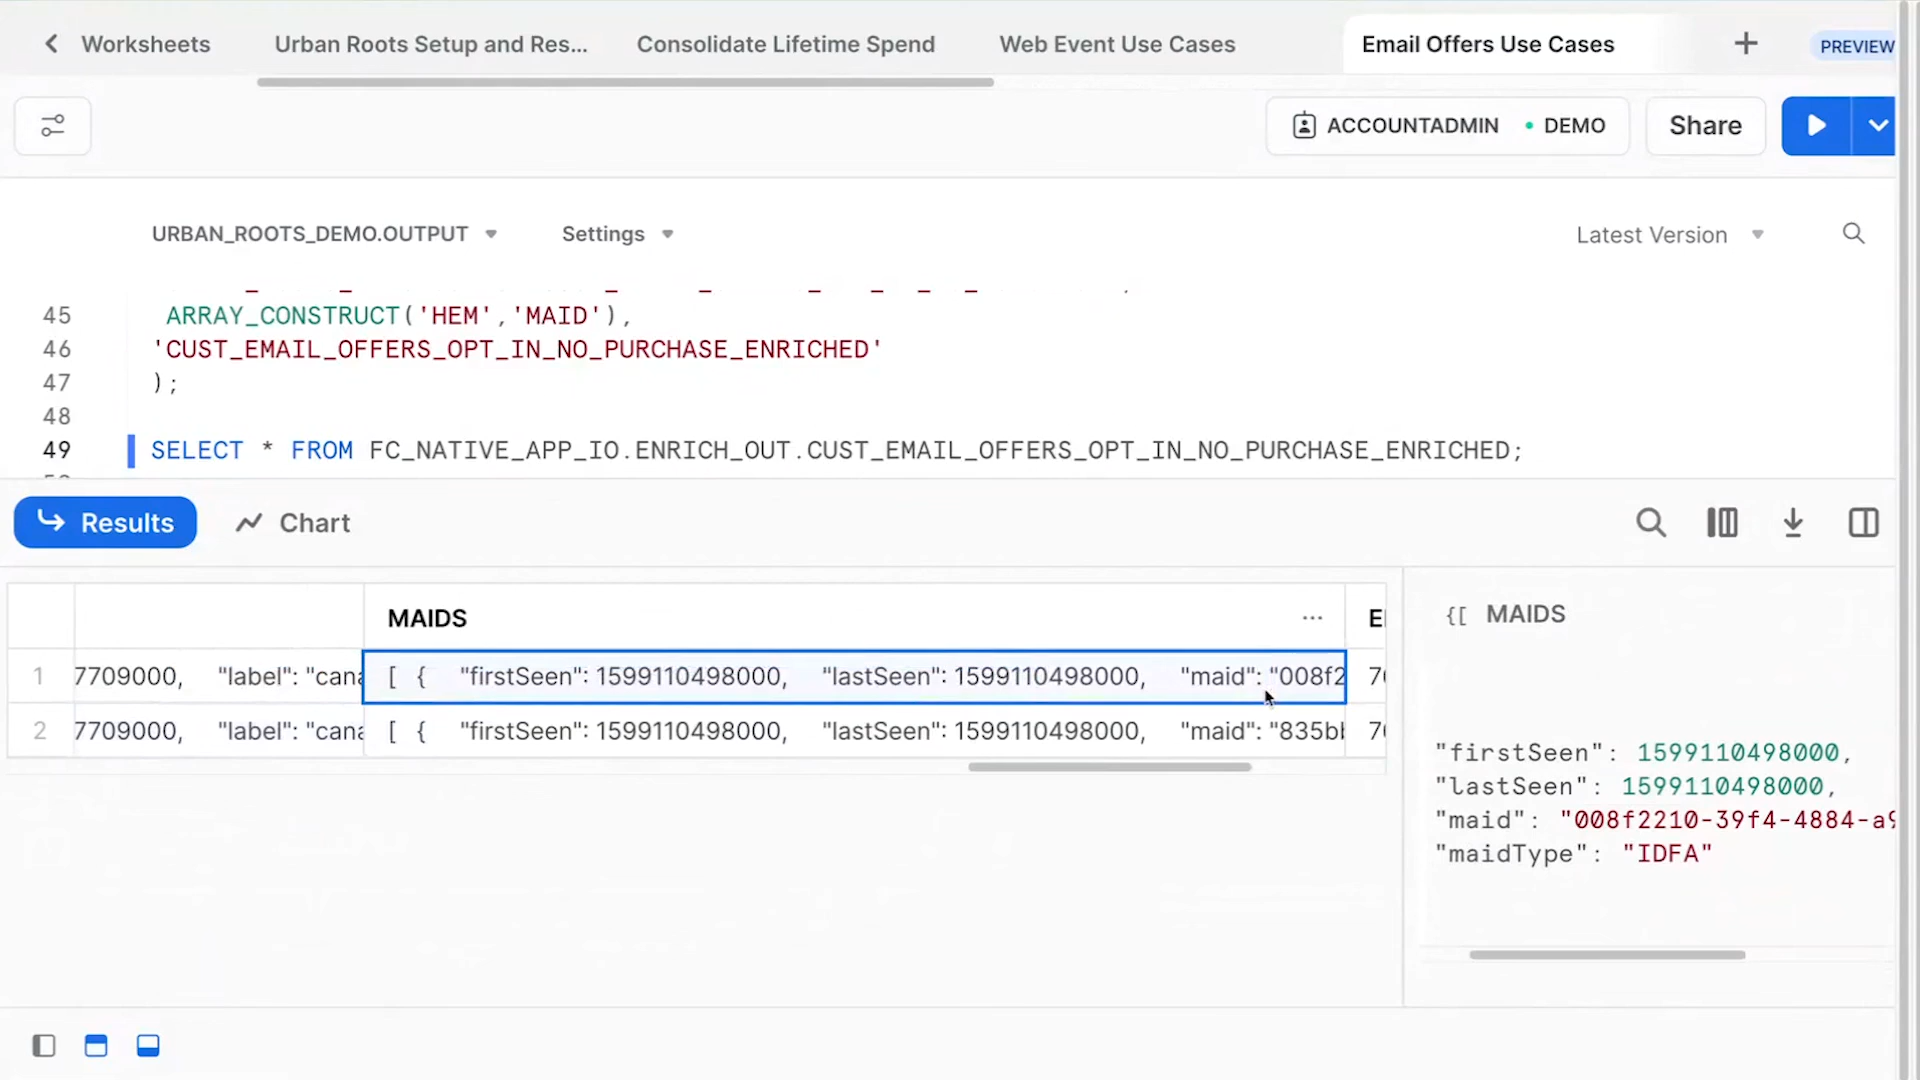 Worksheets Urban Roots Setup and Res... Consolidate Lifetime Spend Web Event Use Cases Email Offers Use Cases + PREVIEW
ACCOUNTADMIN • DEMO Share
URBAN_ROOTS_DEMO.OUTPUT Settings Latest Version
45 ARRAY_CONSTRUCT('HEM','MAID'),
46 'CUST_EMAIL_OFFERS_OPT_IN_NO_PURCHASE_ENRICHED'
47 );
48
49 SELECT * FROM FC_NATIVE_APP_IO.ENRICH_OUT.CUST_EMAIL_OFFERS_OPT_IN_NO_PURCHASE_ENRICHED;
Results Chart
MAIDS ...
1 7709000, "label": "cana [ { "firstSeen": 1599110498000, "lastSeen": 1599110498000, "maid": "008f2
2 7709000, "label": "cana [ { "firstSeen": 1599110498000, "lastSeen": 1599110498000, "maid": "835b
{[ MAIDS
"firstSeen": 1599110498000,
"lastSeen": 1599110498000,
"maid": "008f2210-39f4-4884-a9
"maidType": "IDFA"